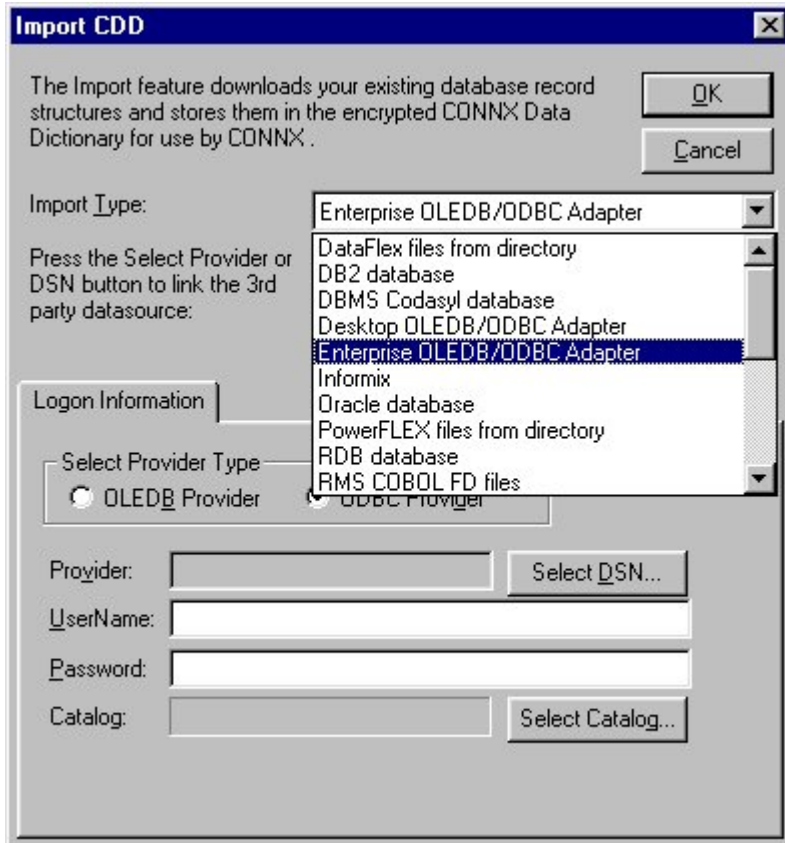 Import CDD
The Import feature downloads your existing database record
structures and stores them in the encrypted CONNX Data
Dictionary for use by CONNX .
OK
Cancel
Import Type:
Enterprise OLEDB/ODBC Adapter
Press the Select Provider or
DSN button to link the 3rd
party datasource:
DataFlex files from directory
DB2 database
DBMS Codasyl database
Desktop OLEDB/ODBC Adapter
Enterprise OLEDB/ODBC Adapter
Informix
Oracle database
PowerFLEX files from directory
RDB database
RMS COBOL FD files
Logon Information
Select Provider Type
OLEDB Provider
ODBC Provider
Provider:
Select DSN...
UserName:
Password:
Catalog:
Select Catalog...